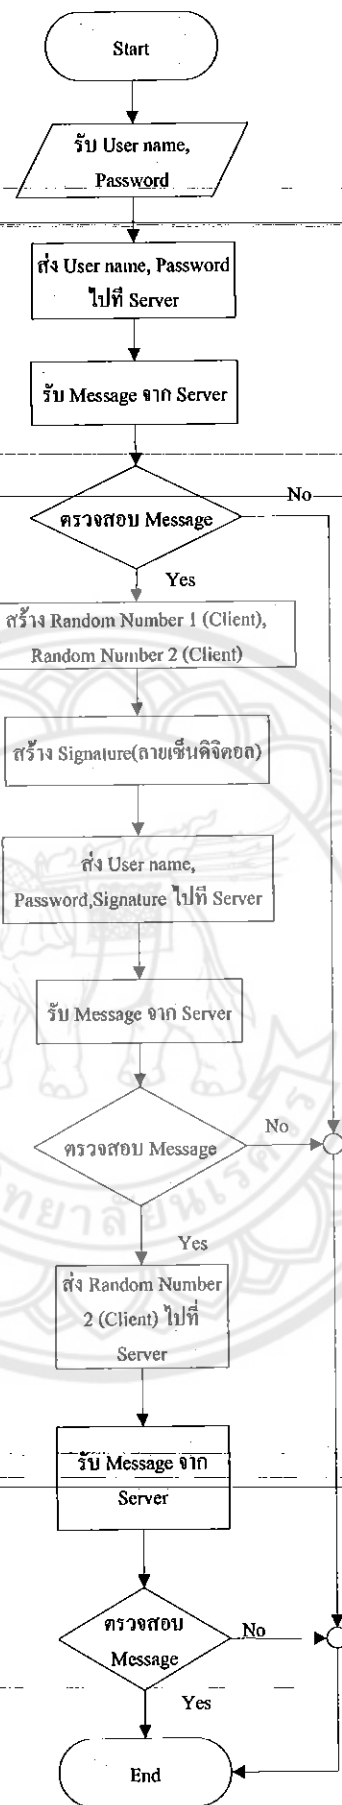 Start
รับ User name,
Password
ส่ง User name, Password
ไปที่ Server
รับ Message จาก Server
ตรวจสอบ Message
No
Yes
สร้าง Random Number 1 (Client),
Random Number 2 (Client)
สร้าง Signature(ลายเซ็นดิจิตอล)
ส่ง User name,
Password,Signature ไปที่ Server
รับ Message จาก Server
ตรวจสอบ Message
No
Yes
ส่ง Random Number
2 (Client) ไปที่
Server
รับ Message จาก
Server
ตรวจสอบ
Message
No
Yes
End